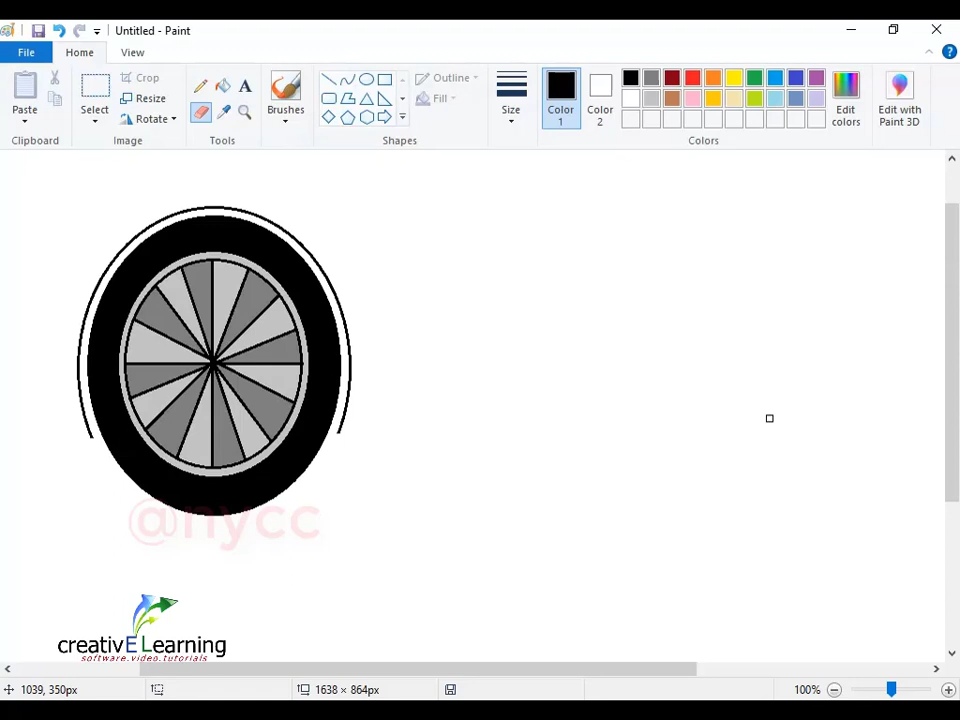 Untitled - Paint
File Home View
Paste
Select
Crop
Resize
Rotate
Brushes
Outline
Fill
Size
Color 1
Color 2
Edit colors
Edit with Paint 3D
Clipboard Image Tools Shapes Colors
@nycc
creativE Learning
software.video.tutorials
1039, 350px
1638 × 864px
100%